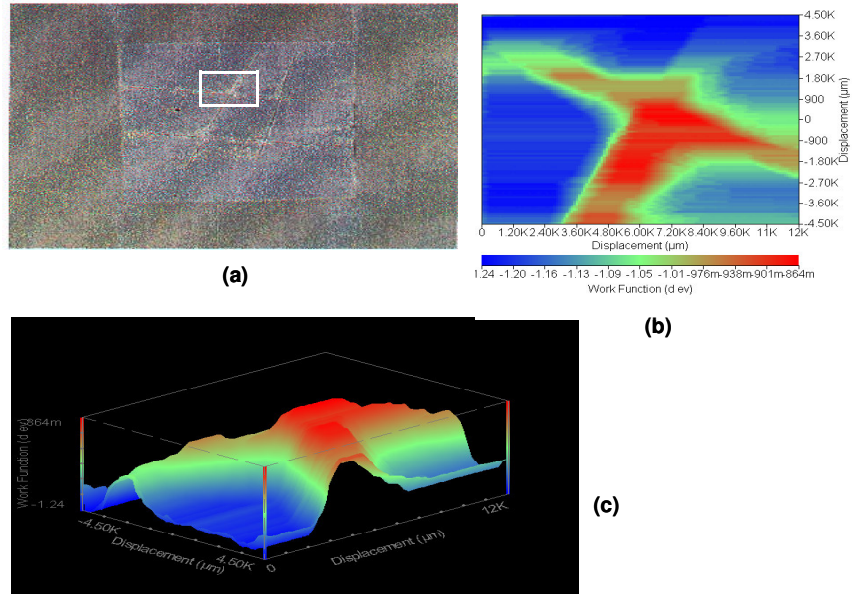 (a)
4.50K
3.60K
2.70K
1.80K
900
0
-900
-1.80K
-2.70K
-3.60K
-4.50K
Displacement (µm)
0 1.20K 2.40K 3.60K 4.80K 6.00K 7.20K 8.40K 9.60K 11K 12K
Displacement (µm)
1.24 -1.20 -1.16 -1.13 -1.09 -1.05 -1.01 -976m -938m -901m -864m
Work Function (d ev)
(b)
-864m
Work Function (d ev)
-1.24
-4.50K
Displacement (µm)
4.50K
0
Displacement (µm)
12K
(c)